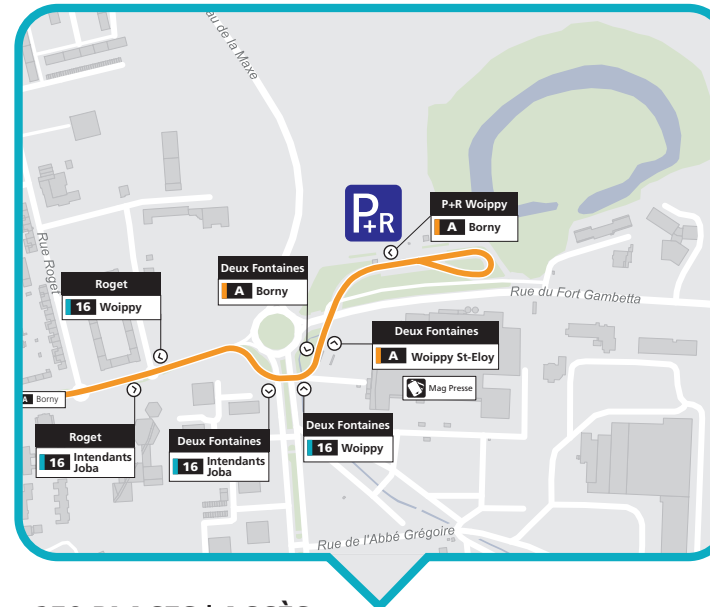 au de la Maxe
P+R
P+R Woippy
A Borny
Rue Roget
Deux Fontaines
A Borny
Roget
16 Woippy
Rue du Fort Gambetta
Deux Fontaines
A Woippy St-Eloy
Mag Presse
A Borny
Roget
16 Intendants
Joba
Deux Fontaines
16 Intendants
Joba
Deux Fontaines
16 Woippy
Rue de l'Abbé Grégoire